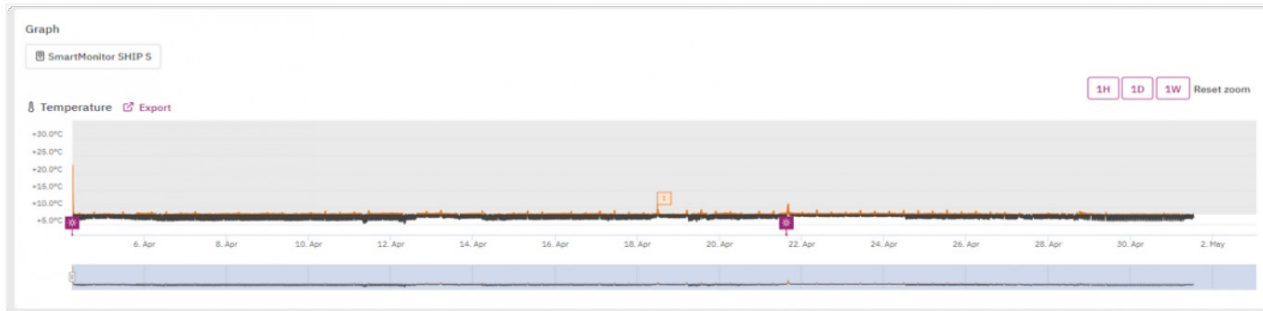 Graph
SmartMonitor SHIP S
1H 1D 1W Reset zoom
Temperature Export
+30.0°C
+25.0°C
+20.0°C
+15.0°C
+10.0°C
+5.0°C
6. Apr 8. Apr 10. Apr 12. Apr 14. Apr 16. Apr 18. Apr 20. Apr 22. Apr 24. Apr 26. Apr 28. Apr 30. Apr 2. May